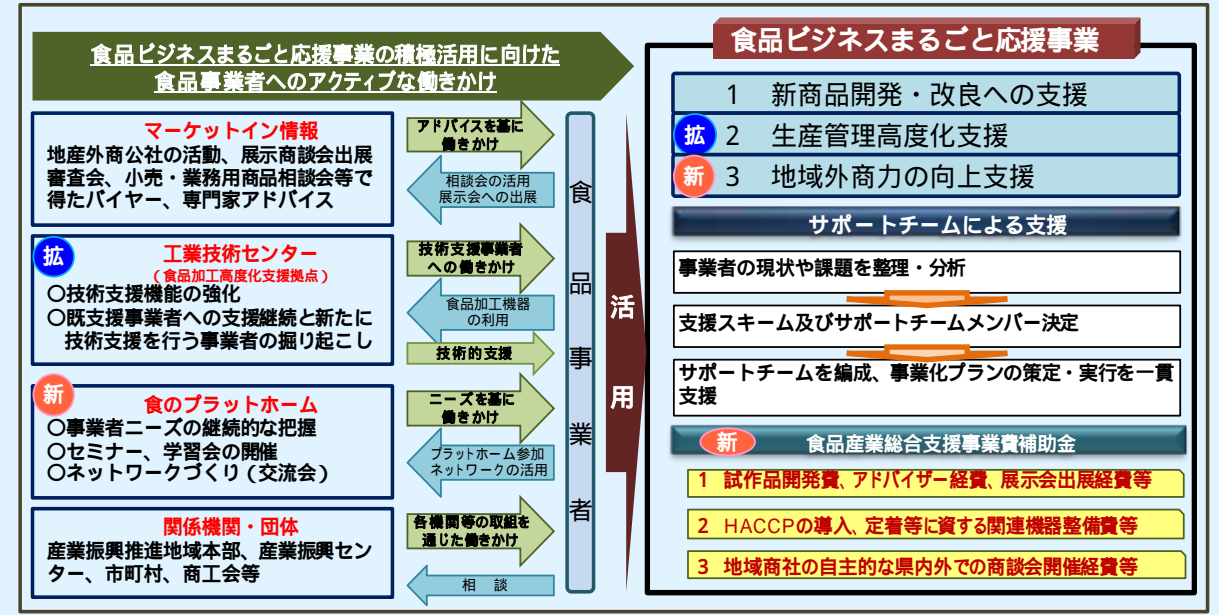 食品ビジネスまるごと応援事業の積極活用に向けた
食品事業者へのアクティブな働きかけ
マーケットイン情報
地産外商公社の活動、展示商談会出展
審査会、小売・業務用商品相談会等で
得たバイヤー、専門家アドバイス
アドバイスを基に
働きかけ
相談会の活用
展示会への出展
拡
工業技術センター
（食品加工高度化支援拠点）
○技術支援機能の強化
○既支援事業者への支援継続と新たに
技術支援を行う事業者の掘り起こし
技術支援事業者
への働きかけ
食品加工機器
の利用
技術的支援
新
食のプラットホーム
○事業者ニーズの継続的な把握
○セミナー、学習会の開催
○ネットワークづくり（交流会）
ニーズを基に
働きかけ
プラットホーム参加
ネットワークの活用
関係機関・団体
産業振興推進地域本部、産業振興セン
ター、市町村、商工会等
各機関等の取組を
通じた働きかけ
相　談
食品事業者
活用
食品ビジネスまるごと応援事業
1　新商品開発・改良への支援
拡 2　生産管理高度化支援
新 3　地域外商力の向上支援
サポートチームによる支援
事業者の現状や課題を整理・分析
支援スキーム及びサポートチームメンバー決定
サポートチームを編成、事業化プランの策定・実行を一貫
支援
新 食品産業総合支援事業費補助金
1 試作品開発費、アドバイザー経費、展示会出展経費等
2 HACCPの導入、定着等に資する関連機器整備費等
3 地域商社の自主的な県内外での商談会開催経費等